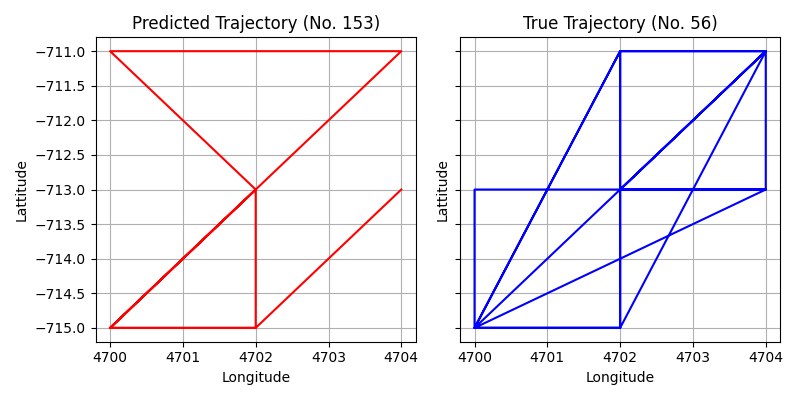 Predicted Trajectory (No. 153)
Lattitude
−711.0
−711.5
−712.0
−712.5
−713.0
−713.5
−714.0
−714.5
−715.0
4700 4701 4702 4703 4704
Longitude
True Trajectory (No. 56)
Lattitude
4700 4701 4702 4703 4704
Longitude